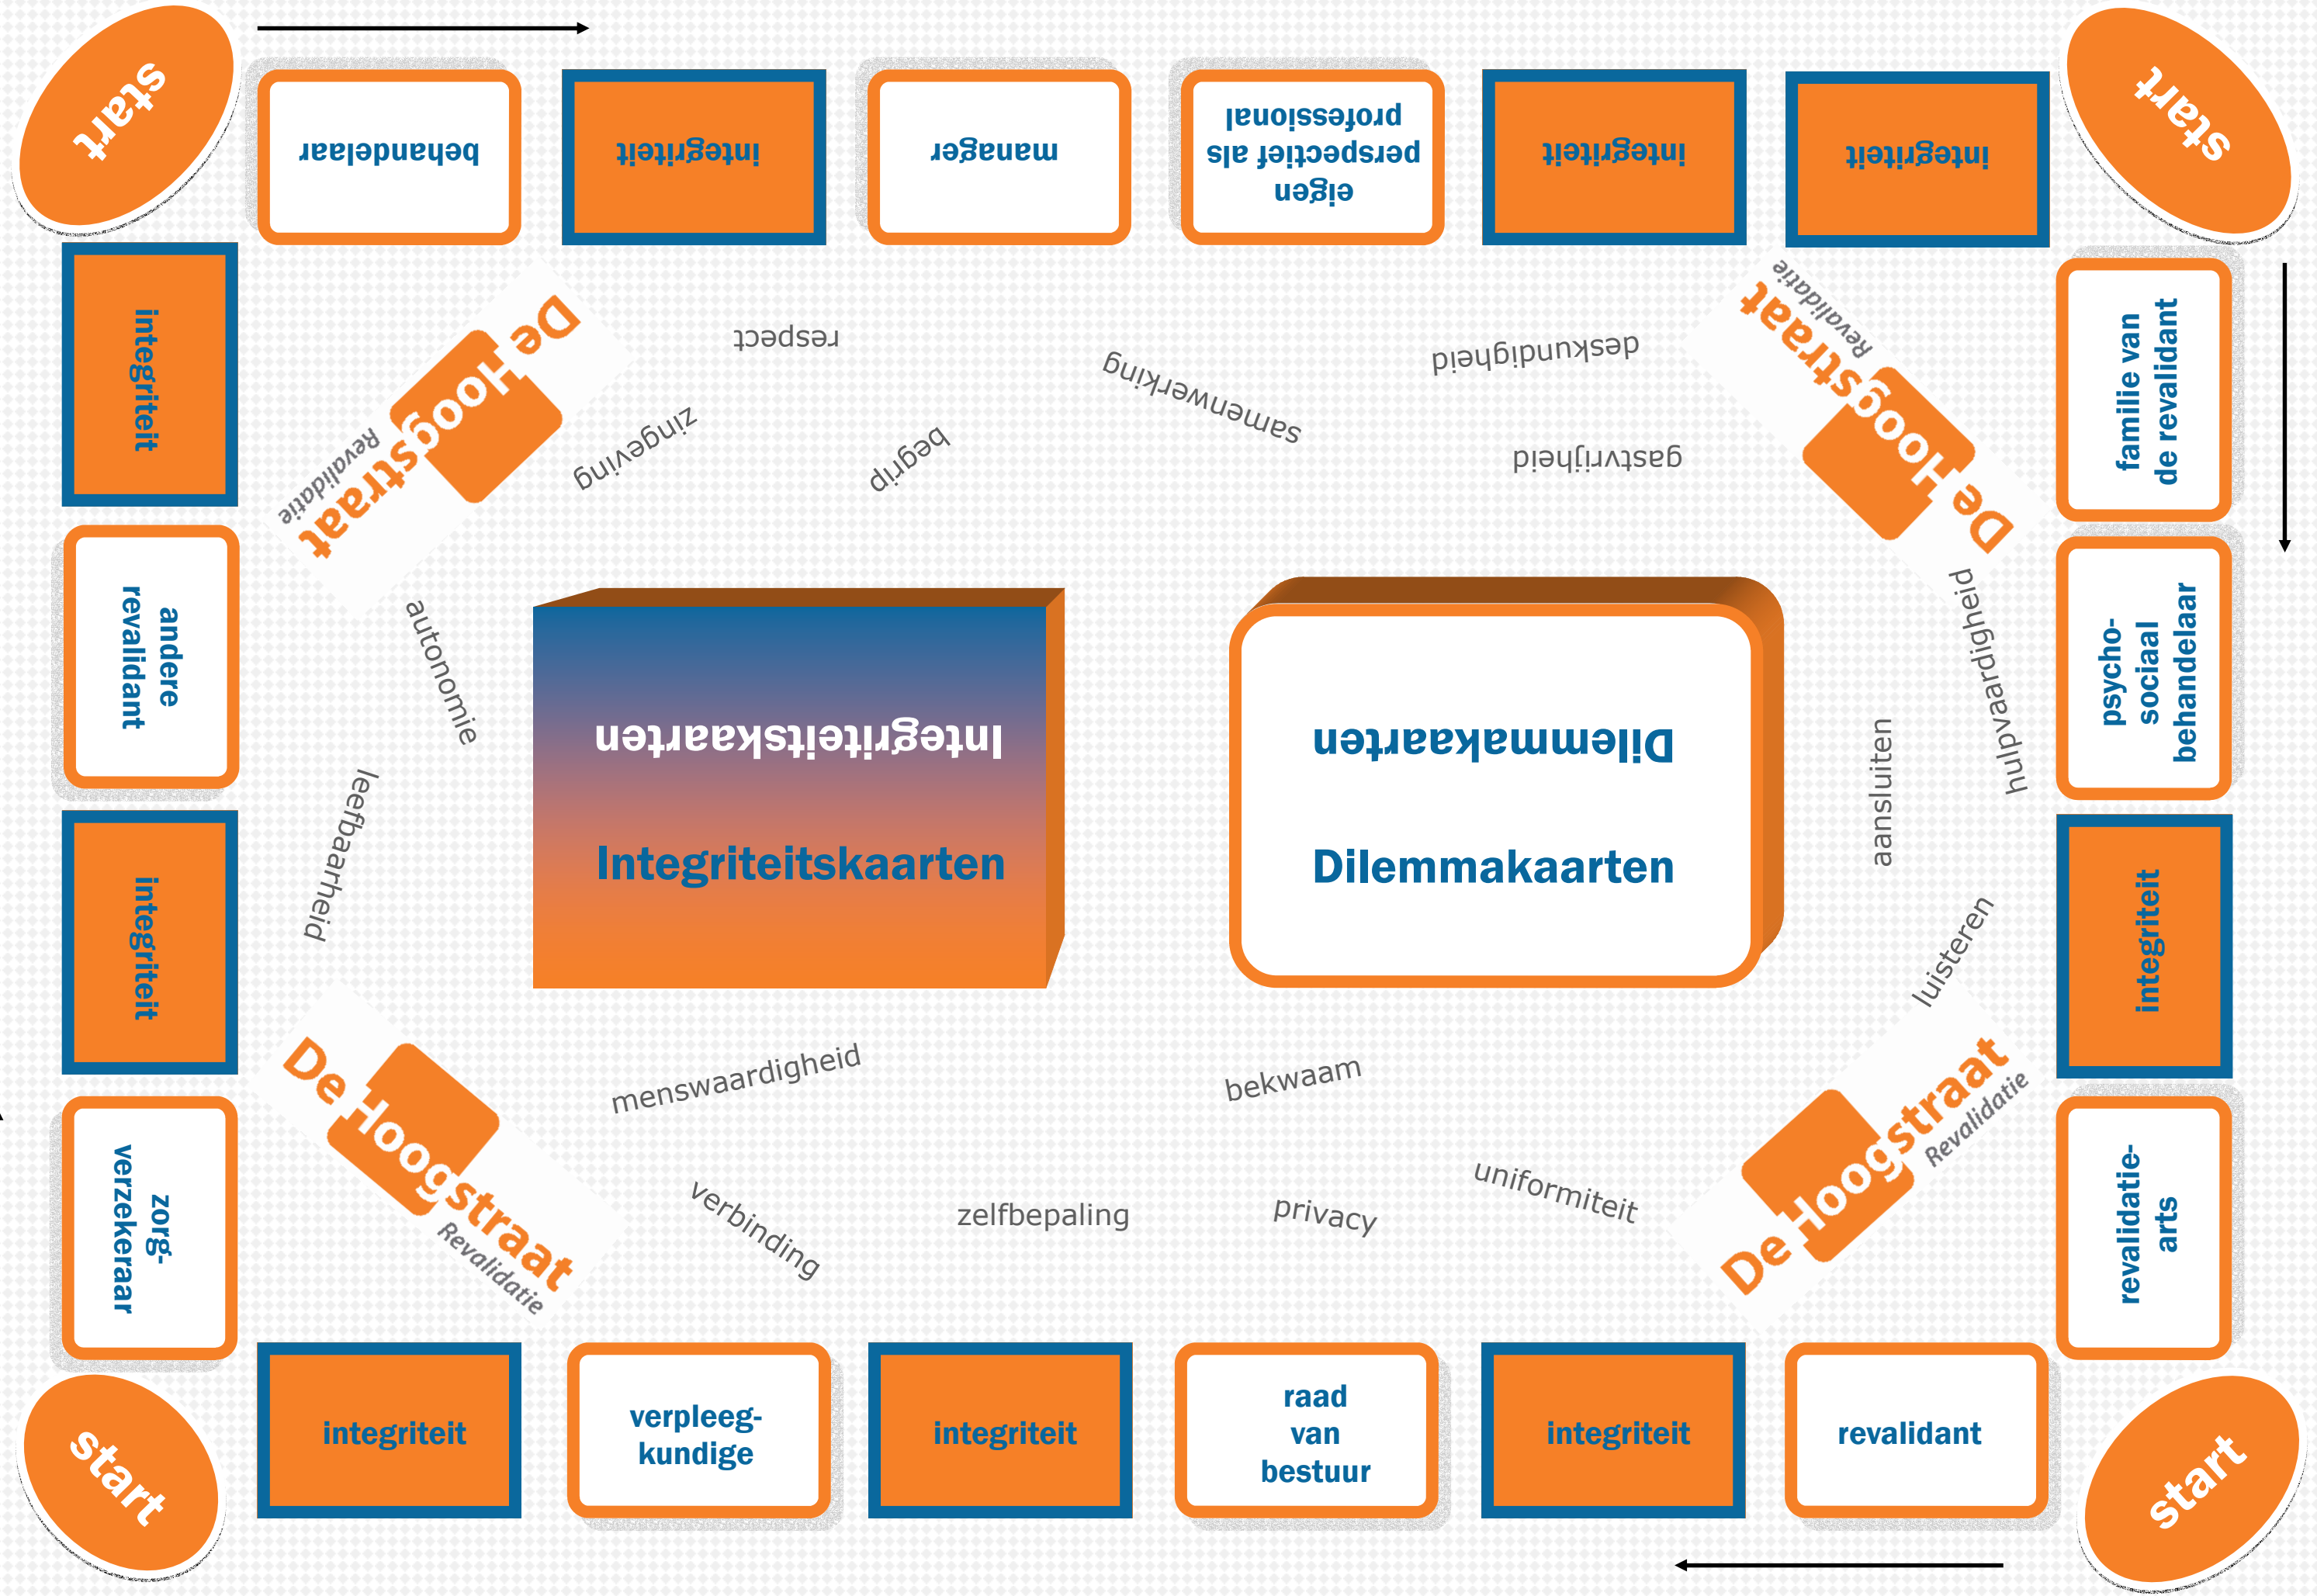 start
behandelaar
integriteit
manager
eigen
perspectief als
professional
integriteit
integriteit
start
integriteit
andere
revalidant
integriteit
zorg-
verzekeraar
De Hoogstraat
Revalidatie
respect
zingeving
begrip
samenwerking
deskundigheid
gastvrijheid
De Hoogstraat
Revalidatie
familie van
de revalidant
psycho-
sociaal
behandelaar
integriteit
revalidatie-
arts
autonomie
leefbaarheid
Integriteitskaarten
Integriteitskaarten
Dilemmakaarten
Dilemmakaarten
hulpvaardigheid
aansluiten
luisteren
De Hoogstraat
Revalidatie
menswaardigheid
bekwaam
verbinding
zelfbepaling
privacy
uniformiteit
De Hoogstraat
Revalidatie
start
integriteit
verpleeg-
kundige
integriteit
raad
van
bestuur
integriteit
revalidant
start